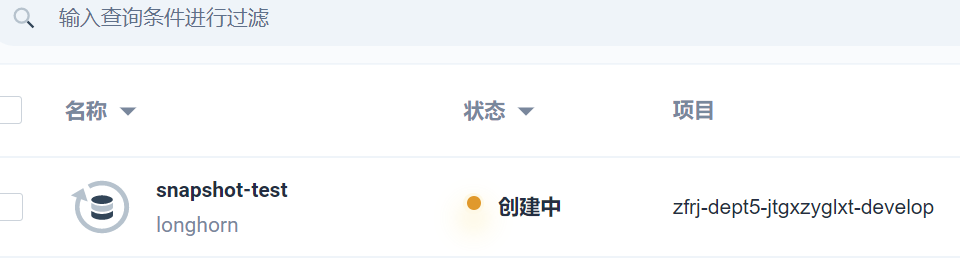 输入查询条件进行过滤
名称 状态 项目
snapshot-test
longhorn
创建中
zfrj-dept5-jtgxzyglxt-develop